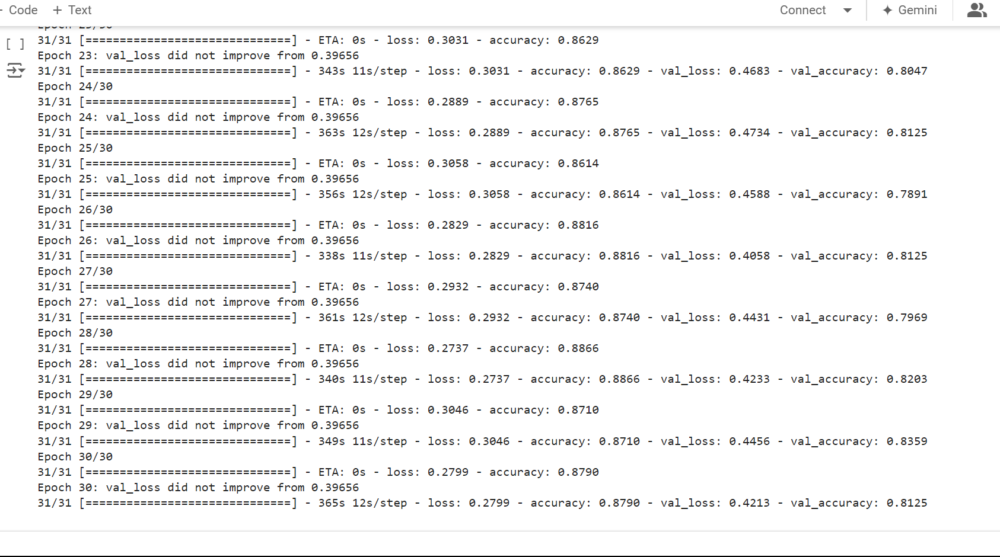 Code + Text Connect Gemini
Epoch 23/30
31/31 [==============================] - ETA: 0s - loss: 0.3031 - accuracy: 0.8629
Epoch 23: val_loss did not improve from 0.39656
31/31 [==============================] - 343s 11s/step - loss: 0.3031 - accuracy: 0.8629 - val_loss: 0.4683 - val_accuracy: 0.8047
Epoch 24/30
31/31 [==============================] - ETA: 0s - loss: 0.2889 - accuracy: 0.8765
Epoch 24: val_loss did not improve from 0.39656
31/31 [==============================] - 363s 12s/step - loss: 0.2889 - accuracy: 0.8765 - val_loss: 0.4734 - val_accuracy: 0.8125
Epoch 25/30
31/31 [==============================] - ETA: 0s - loss: 0.3058 - accuracy: 0.8614
Epoch 25: val_loss did not improve from 0.39656
31/31 [==============================] - 356s 12s/step - loss: 0.3058 - accuracy: 0.8614 - val_loss: 0.4588 - val_accuracy: 0.7891
Epoch 26/30
31/31 [==============================] - ETA: 0s - loss: 0.2829 - accuracy: 0.8816
Epoch 26: val_loss did not improve from 0.39656
31/31 [==============================] - 338s 11s/step - loss: 0.2829 - accuracy: 0.8816 - val_loss: 0.4058 - val_accuracy: 0.8125
Epoch 27/30
31/31 [==============================] - ETA: 0s - loss: 0.2932 - accuracy: 0.8740
Epoch 27: val_loss did not improve from 0.39656
31/31 [==============================] - 361s 12s/step - loss: 0.2932 - accuracy: 0.8740 - val_loss: 0.4431 - val_accuracy: 0.7969
Epoch 28/30
31/31 [==============================] - ETA: 0s - loss: 0.2737 - accuracy: 0.8866
Epoch 28: val_loss did not improve from 0.39656
31/31 [==============================] - 340s 11s/step - loss: 0.2737 - accuracy: 0.8866 - val_loss: 0.4233 - val_accuracy: 0.8203
Epoch 29/30
31/31 [==============================] - ETA: 0s - loss: 0.3046 - accuracy: 0.8710
Epoch 29: val_loss did not improve from 0.39656
31/31 [==============================] - 349s 11s/step - loss: 0.3046 - accuracy: 0.8710 - val_loss: 0.4456 - val_accuracy: 0.8359
Epoch 30/30
31/31 [==============================] - ETA: 0s - loss: 0.2799 - accuracy: 0.8790
Epoch 30: val_loss did not improve from 0.39656
31/31 [==============================] - 365s 12s/step - loss: 0.2799 - accuracy: 0.8790 - val_loss: 0.4213 - val_accuracy: 0.8125